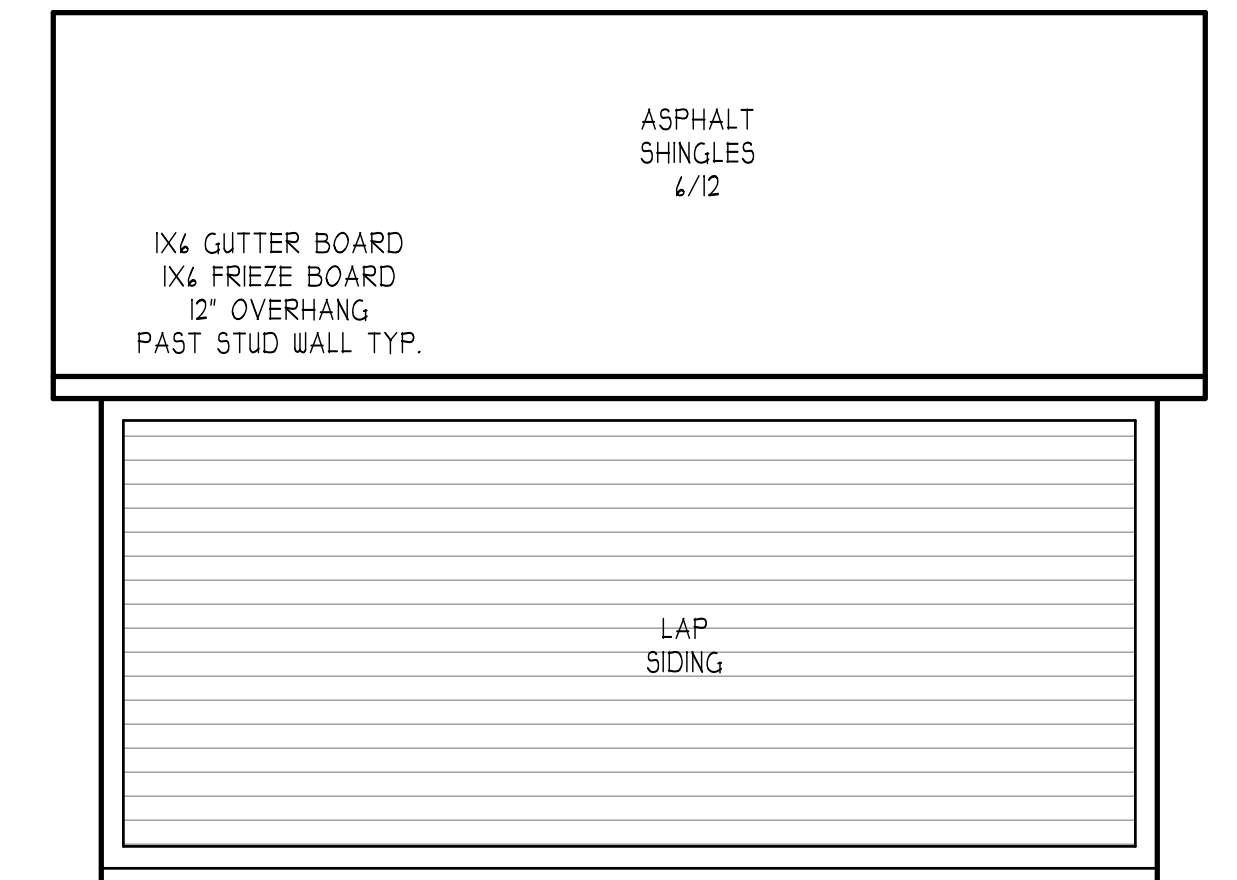 ASPHALT
SHINGLES
6/12
1X6 GUTTER BOARD
1X6 FRIEZE BOARD
12" OVERHANG
PAST STUD WALL TYP.
LAP
SIDING